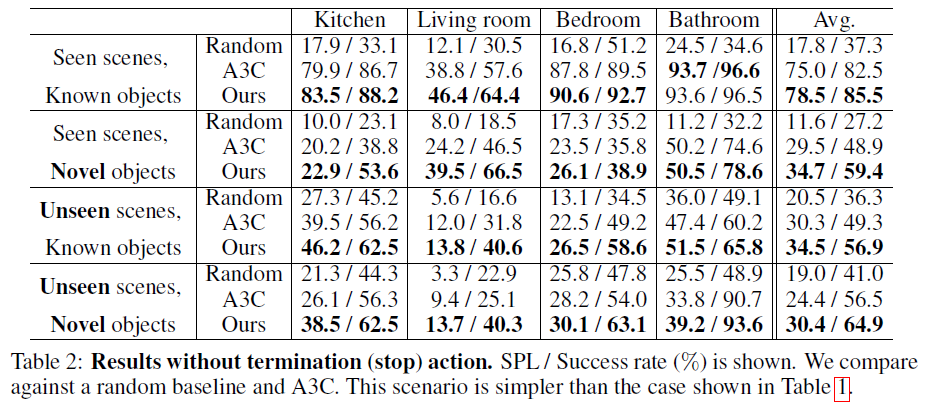 Kitchen Living room Bedroom Bathroom Avg.
Seen scenes, Known objects
Random 17.9 / 33.1 12.1 / 30.5 16.8 / 51.2 24.5 / 34.6 17.8 / 37.3
A3C 79.9 / 86.7 38.8 / 57.6 87.8 / 89.5 93.7 /96.6 75.0 / 82.5
Ours 83.5 / 88.2 46.4 /64.4 90.6 / 92.7 93.6 / 96.5 78.5 / 85.5
Seen scenes, Novel objects
Random 10.0 / 23.1 8.0 / 18.5 17.3 / 35.2 11.2 / 32.2 11.6 / 27.2
A3C 20.2 / 38.8 24.2 / 46.5 23.5 / 35.8 50.2 / 74.6 29.5 / 48.9
Ours 22.9 / 53.6 39.5 / 66.5 26.1 / 38.9 50.5 / 78.6 34.7 / 59.4
Unseen scenes, Known objects
Random 27.3 / 45.2 5.6 / 16.6 13.1 / 34.5 36.0 / 49.1 20.5 / 36.3
A3C 39.5 / 56.2 12.0 / 31.8 22.5 / 49.2 47.4 / 60.2 30.3 / 49.3
Ours 46.2 / 62.5 13.8 / 40.6 26.5 / 58.6 51.5 / 65.8 34.5 / 56.9
Unseen scenes, Novel objects
Random 21.3 / 44.3 3.3 / 22.9 25.8 / 47.8 25.5 / 48.9 19.0 / 41.0
A3C 26.1 / 56.3 9.4 / 25.1 28.2 / 54.0 33.8 / 90.7 24.4 / 56.5
Ours 38.5 / 62.5 13.7 / 40.3 30.1 / 63.1 39.2 / 93.6 30.4 / 64.9
Table 2: Results without termination (stop) action. SPL / Success rate (%) is shown. We compare
against a random baseline and A3C. This scenario is simpler than the case shown in Table 1.